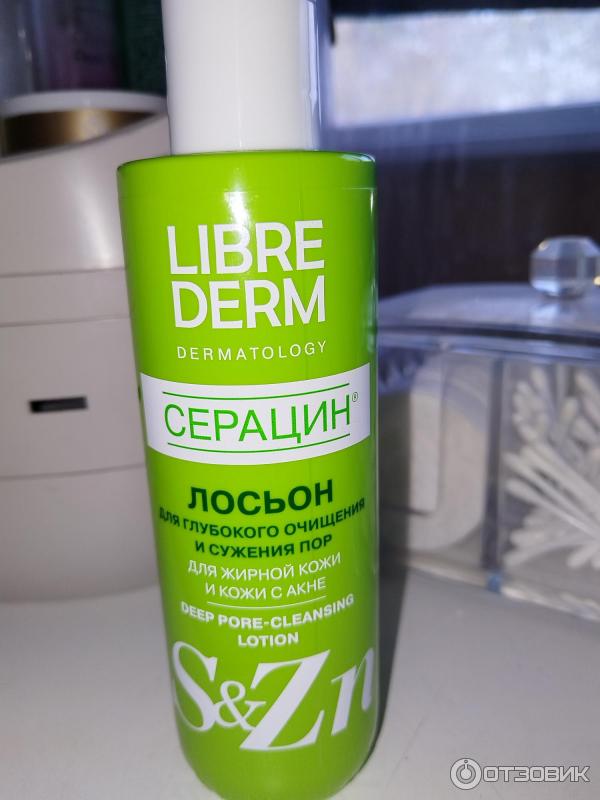 LIBRE
DERM
DERMATOLOGY
СЕРАЦИН®
ЛОСЬОН
ДЛЯ ГЛУБОКОГО ОЧИЩЕНИЯ
И СУЖЕНИЯ ПОР
ДЛЯ ЖИРНОЙ КОЖИ
И КОЖИ С АКНЕ
DEEP PORE-CLEANSING
LOTION
S&Zn
ОТЗОВИК